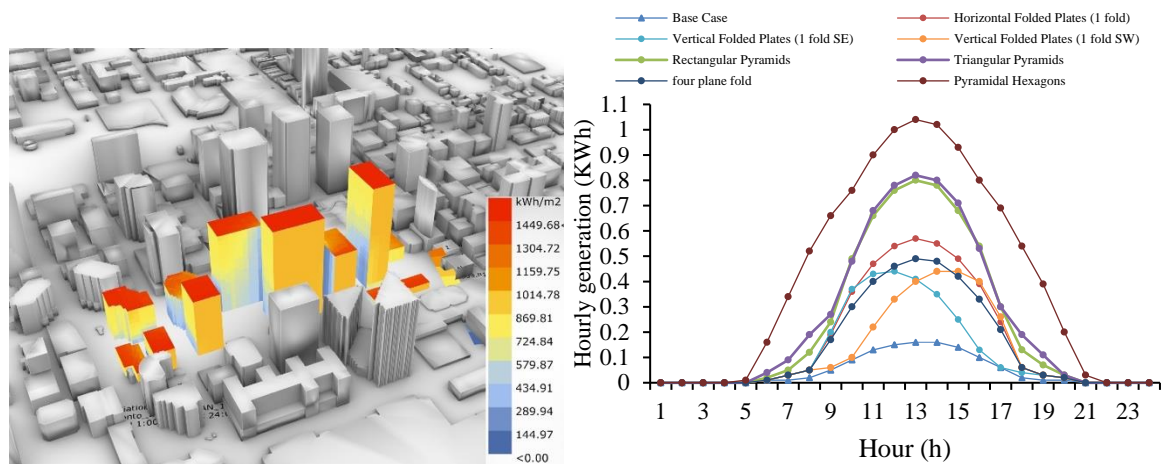 kWh/m2
1449.68<
1304.72
1159.75
1014.78
869.81
724.84
579.87
434.91
289.94
144.97
<0.00
Base Case
Horizontal Folded Plates (1 fold)
Vertical Folded Plates (1 fold SE)
Vertical Folded Plates (1 fold SW)
Rectangular Pyramids
Triangular Pyramids
four plane fold
Pyramidal Hexagons
Hourly generation (KWh)
1.1
1
0.9
0.8
0.7
0.6
0.5
0.4
0.3
0.2
0.1
0
1 3 5 7 9 11 13 15 17 19 21 23
Hour (h)